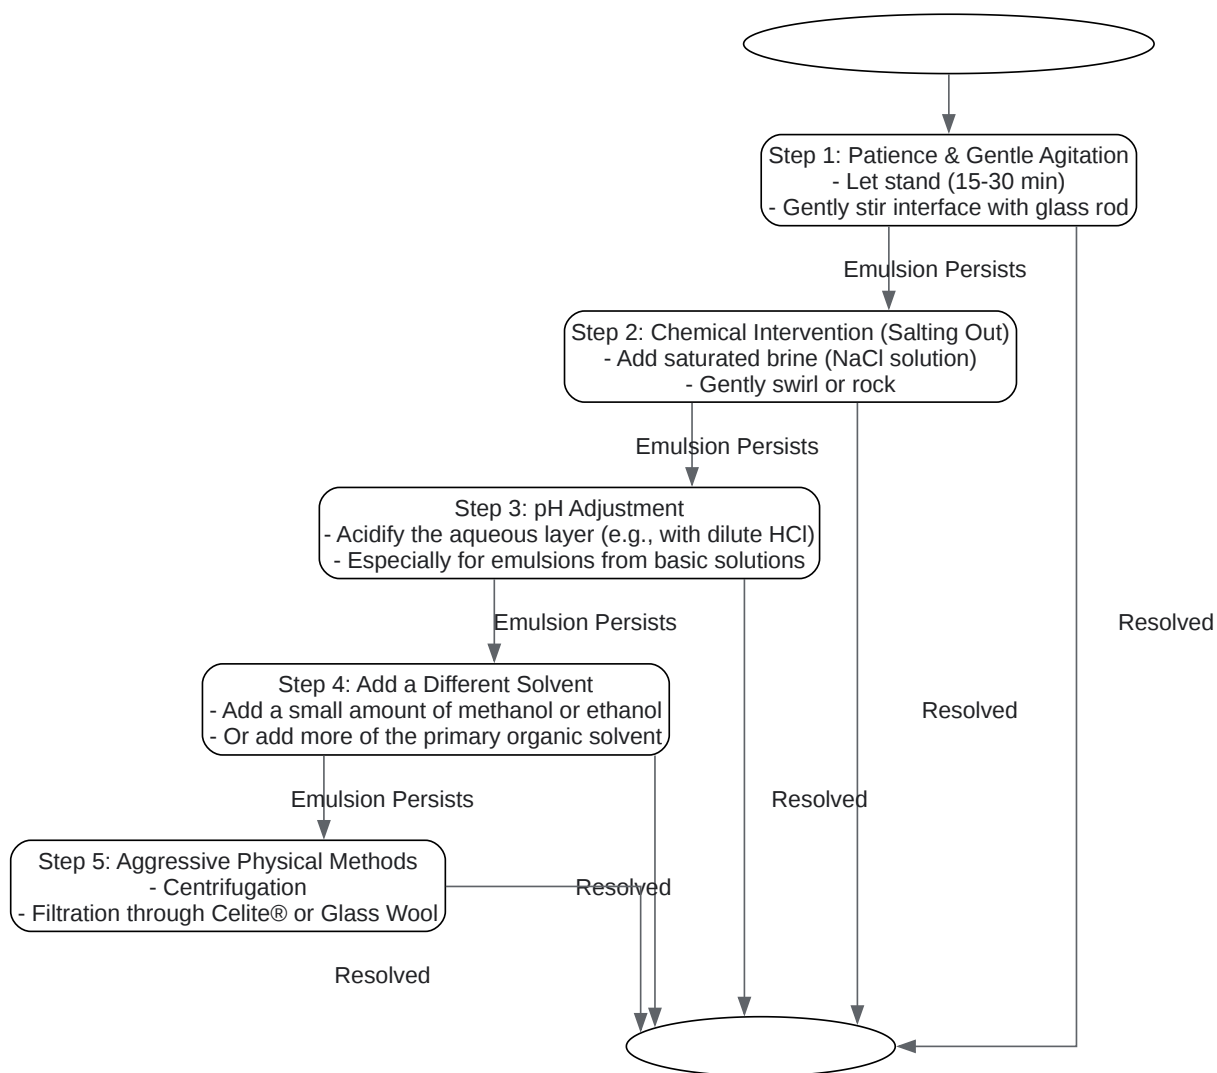 Step 1: Patience & Gentle Agitation
- Let stand (15-30 min)
- Gently stir interface with glass rod
Emulsion Persists
Step 2: Chemical Intervention (Salting Out)
- Add saturated brine (NaCl solution)
- Gently swirl or rock
Emulsion Persists
Step 3: pH Adjustment
- Acidify the aqueous layer (e.g., with dilute HCl)
- Especially for emulsions from basic solutions
Emulsion Persists
Resolved
Step 4: Add a Different Solvent
- Add a small amount of methanol or ethanol
- Or add more of the primary organic solvent
Resolved
Emulsion Persists
Resolved
Step 5: Aggressive Physical Methods
- Centrifugation
- Filtration through Celite® or Glass Wool
Resolved
Resolved